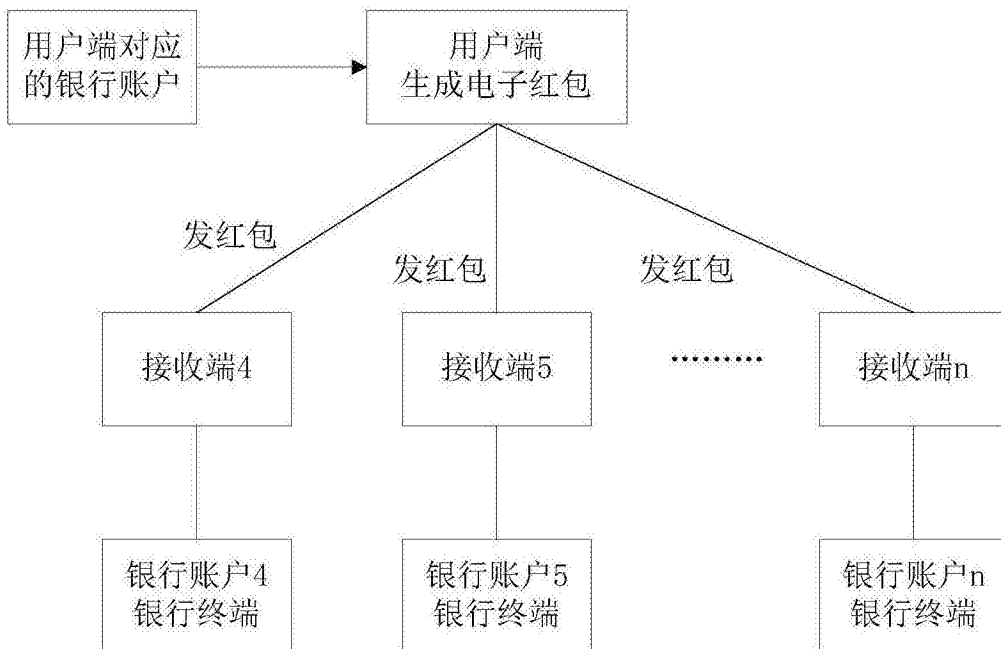 用户端对应
的银行账户
用户端
生成电子红包
发红包
发红包
发红包
接收端4
接收端5
………
接收端n
银行账户4
银行终端
银行账户5
银行终端
银行账户n
银行终端